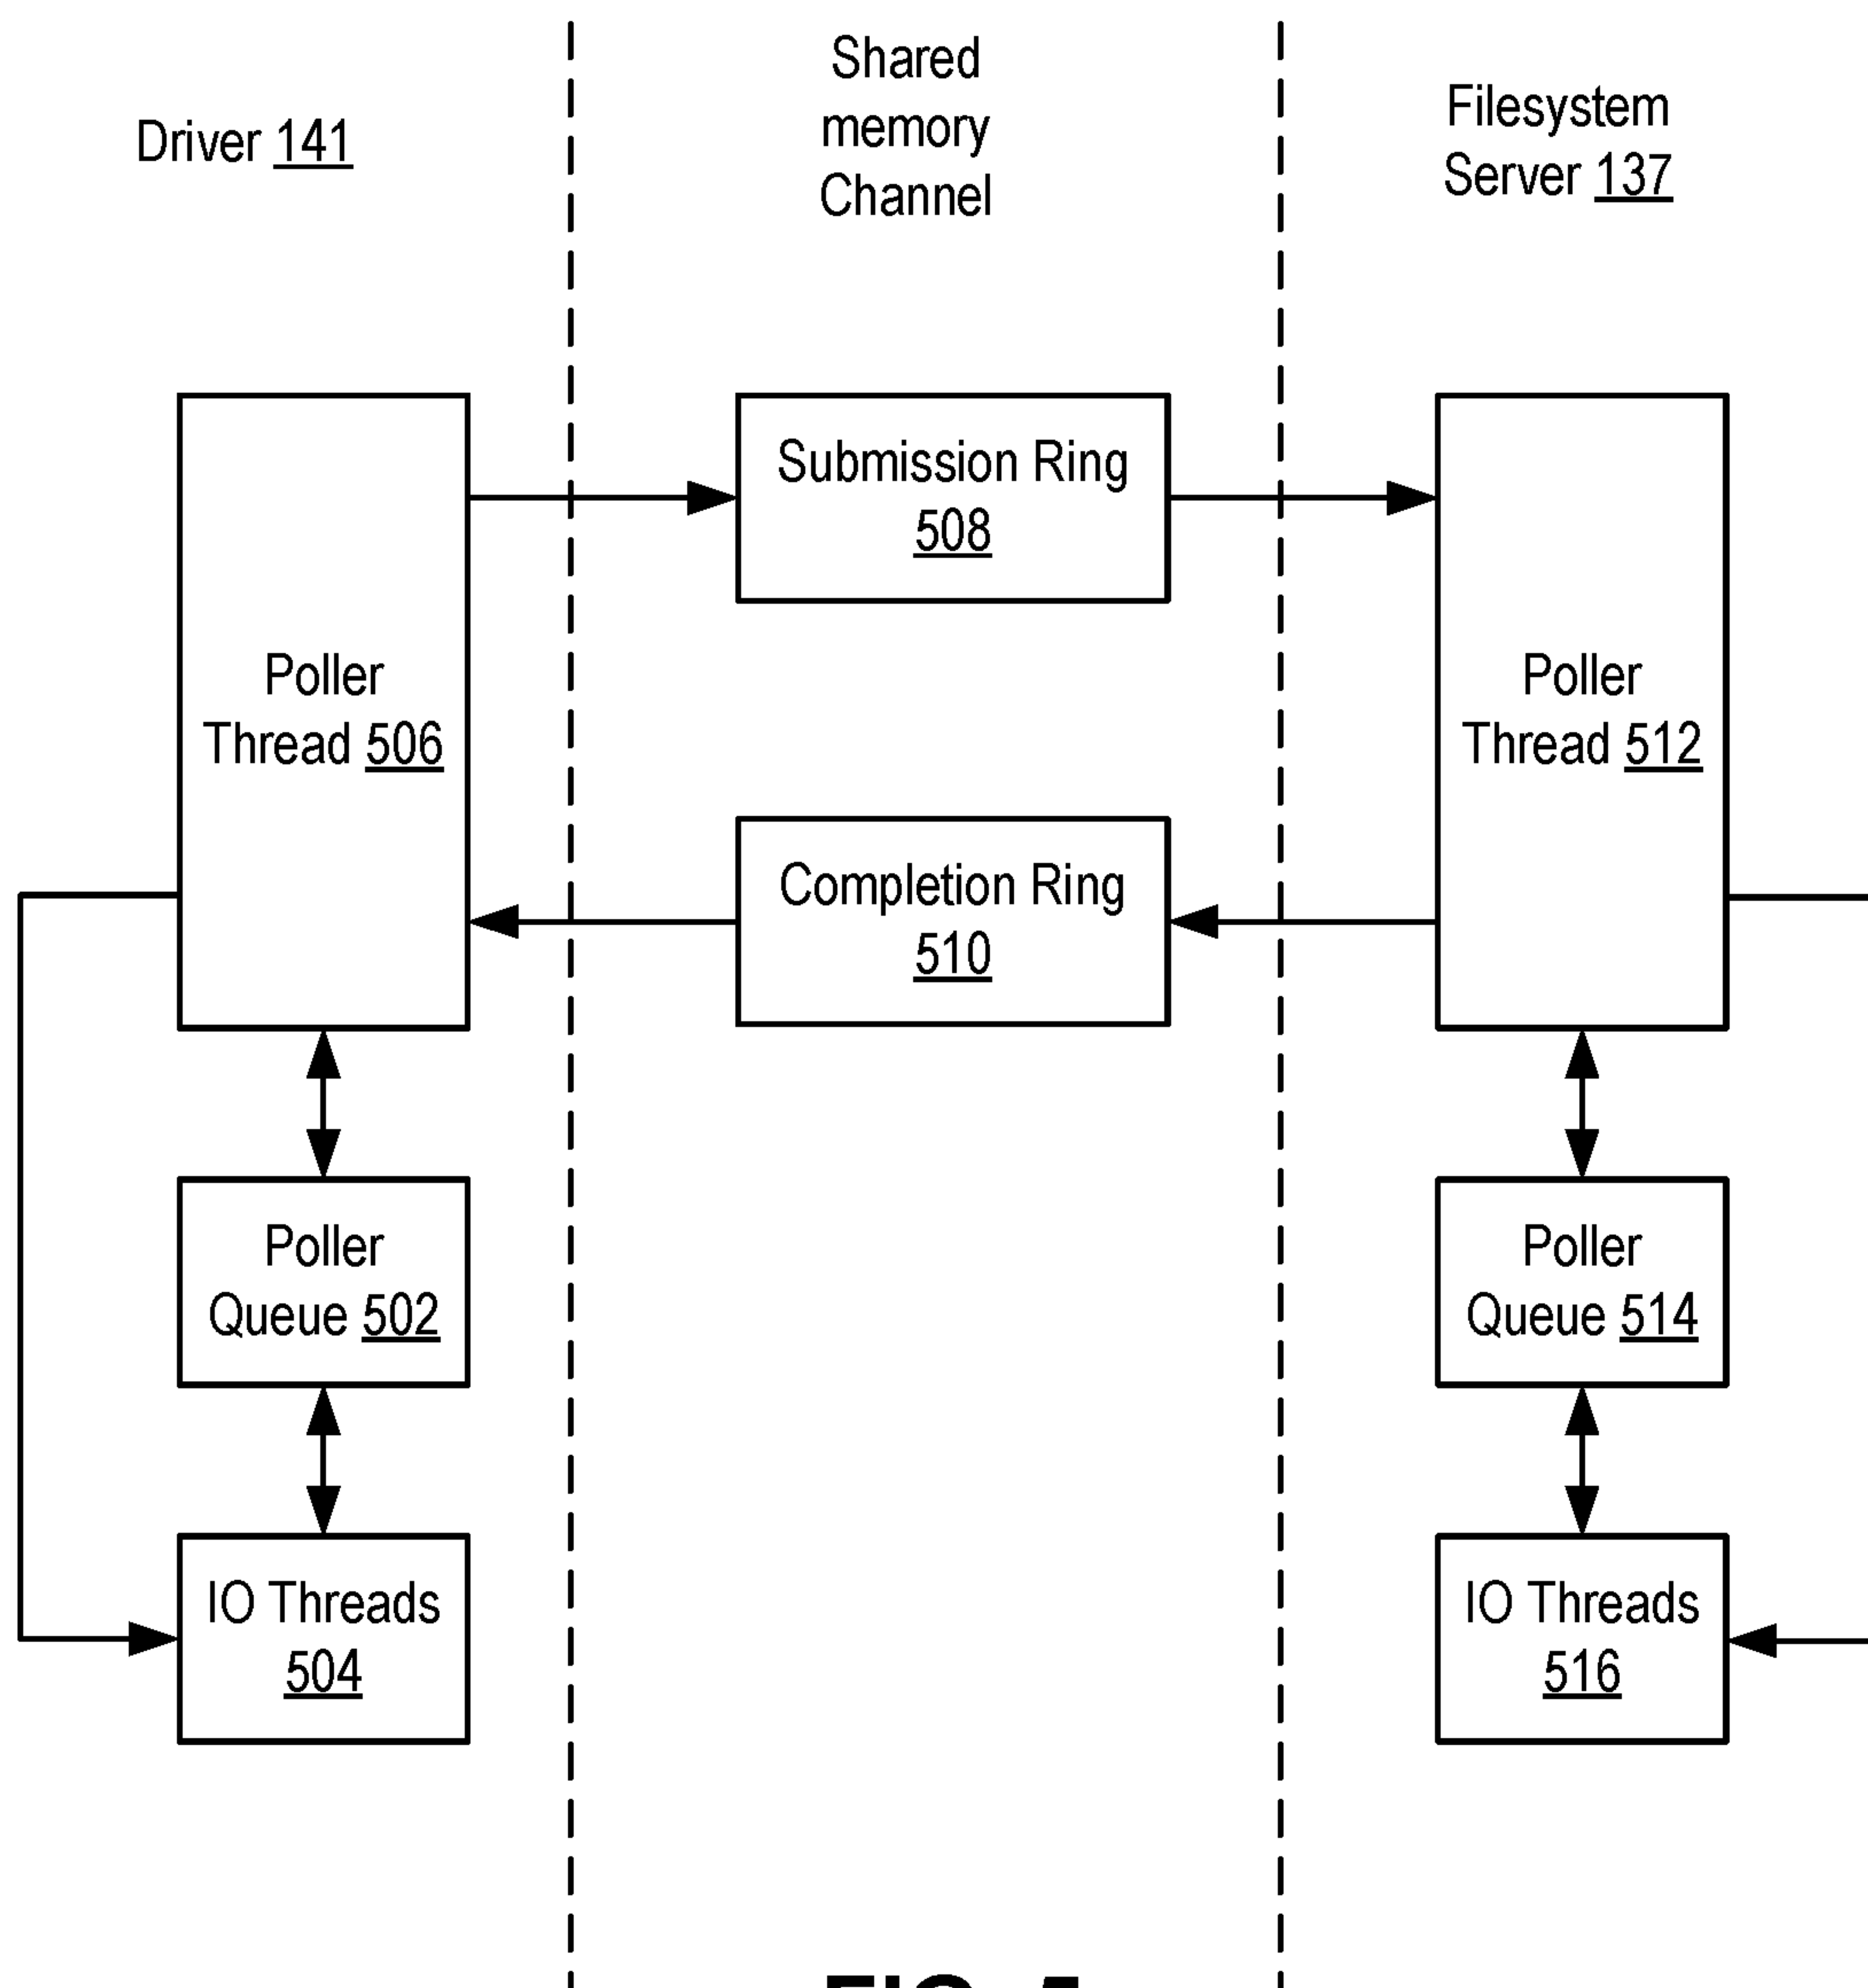 Driver 141
Shared
memory
Channel
Filesystem
Server 137
Submission Ring
508
Poller
Thread 506
Poller
Thread 512
Completion Ring
510
Poller
Queue 502
Poller
Queue 514
IO Threads
504
IO Threads
516